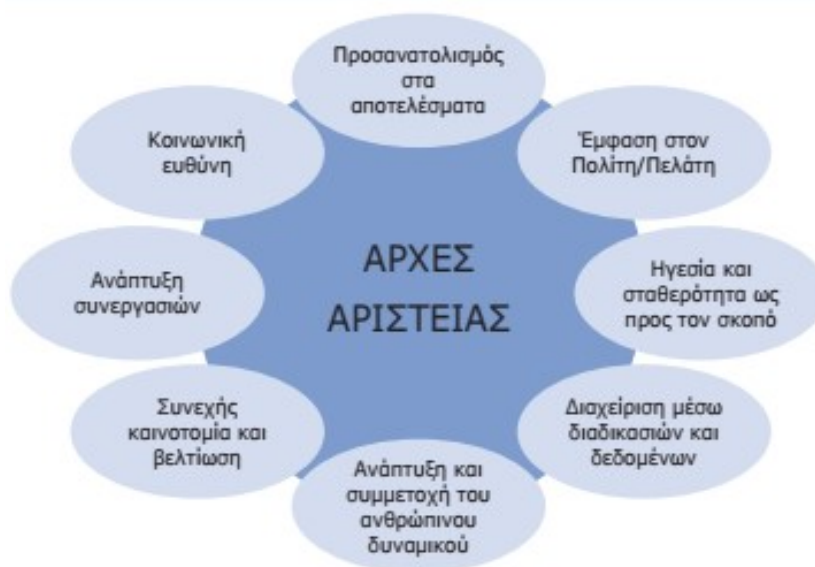 Προσανατολισμός
στα
αποτελέσματα
Έμφαση στον
Πολίτη/Πελάτη
Ηγεσία και
σταθερότητα ως
προς τον σκοπό
Διαχείριση μέσω
διαδικασιών και
δεδομένων
Ανάπτυξη και
συμμετοχή του
ανθρώπινου
δυναμικού
Συνεχής
καινοτομία και
βελτίωση
Ανάπτυξη
συνεργασιών
Κοινωνική
ευθύνη
ΑΡΧΕΣ
ΑΡΙΣΤΕΙΑΣ